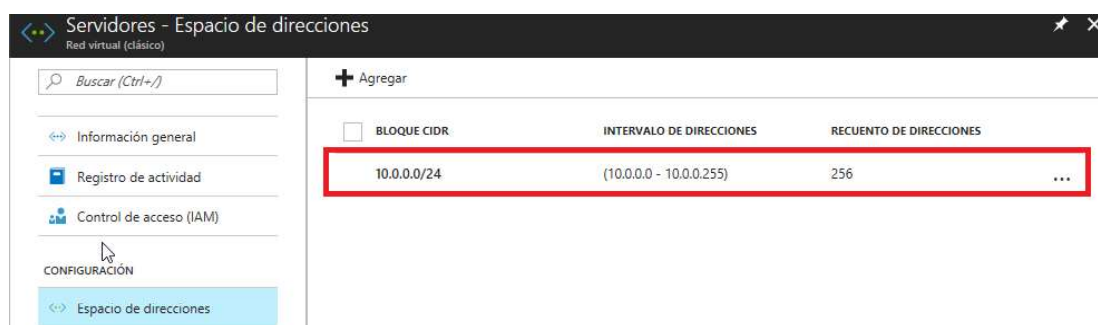 Servidores - Espacio de direcciones
Red virtual (clásico)
Buscar (Ctrl+/)
Información general
Registro de actividad
Control de acceso (IAM)
CONFIGURACIÓN
Espacio de direcciones
Agregar
BLOQUE CIDR INTERVALO DE DIRECCIONES RECUENTO DE DIRECCIONES
10.0.0.0/24 (10.0.0.0 - 10.0.0.255) 256 ...